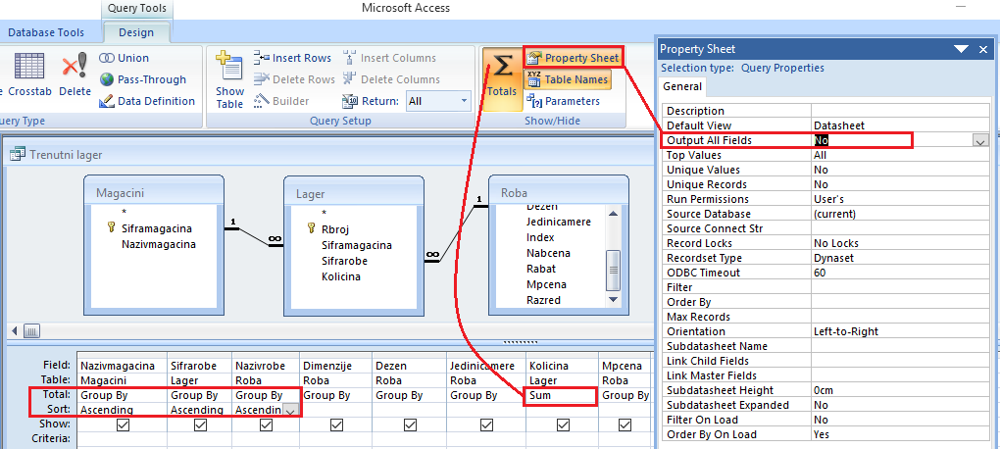 Query Tools
Microsoft Access
Database Tools
Design
Crosstab
Delete
Union
Pass-Through
Data Definition
uery Type
Show Table
Insert Rows
Delete Rows
Builder
Insert Columns
Delete Columns
Return: All
Query Setup
Σ
Totals
Property Sheet
XYZ
Table Names
Parameters
Show/Hide
Trenutni lager
Magacini
*
Siframagacina
Nazivmagacina
1
∞
Lager
*
Rbroj
Siframagacina
Sifrarobe
Kolicina
∞
1
Roba
Dezen
Jedinicamere
Index
Nabcena
Rabat
Mpcena
Razred
Field: Nazivmagacina Sifrarobe Nazivrobe Dimenzije Dezen Jedinicamere Kolicina Mpcena
Table: Magacini Lager Roba Roba Roba Roba Lager Roba
Total: Group By Group By Group By Group By Group By Group By Sum Group By
Sort: Ascending Ascending Ascendin
Show:
Criteria:
Property Sheet
Selection type: Query Properties
General
Description
Default View Datasheet
Output All Fields No
Top Values All
Unique Values No
Unique Records No
Run Permissions User's
Source Database (current)
Source Connect Str
Record Locks No Locks
Recordset Type Dynaset
ODBC Timeout 60
Filter
Order By
Max Records
Orientation Left-to-Right
Subdatasheet Name
Link Child Fields
Link Master Fields
Subdatasheet Height 0cm
Subdatasheet Expanded No
Filter On Load No
Order By On Load Yes